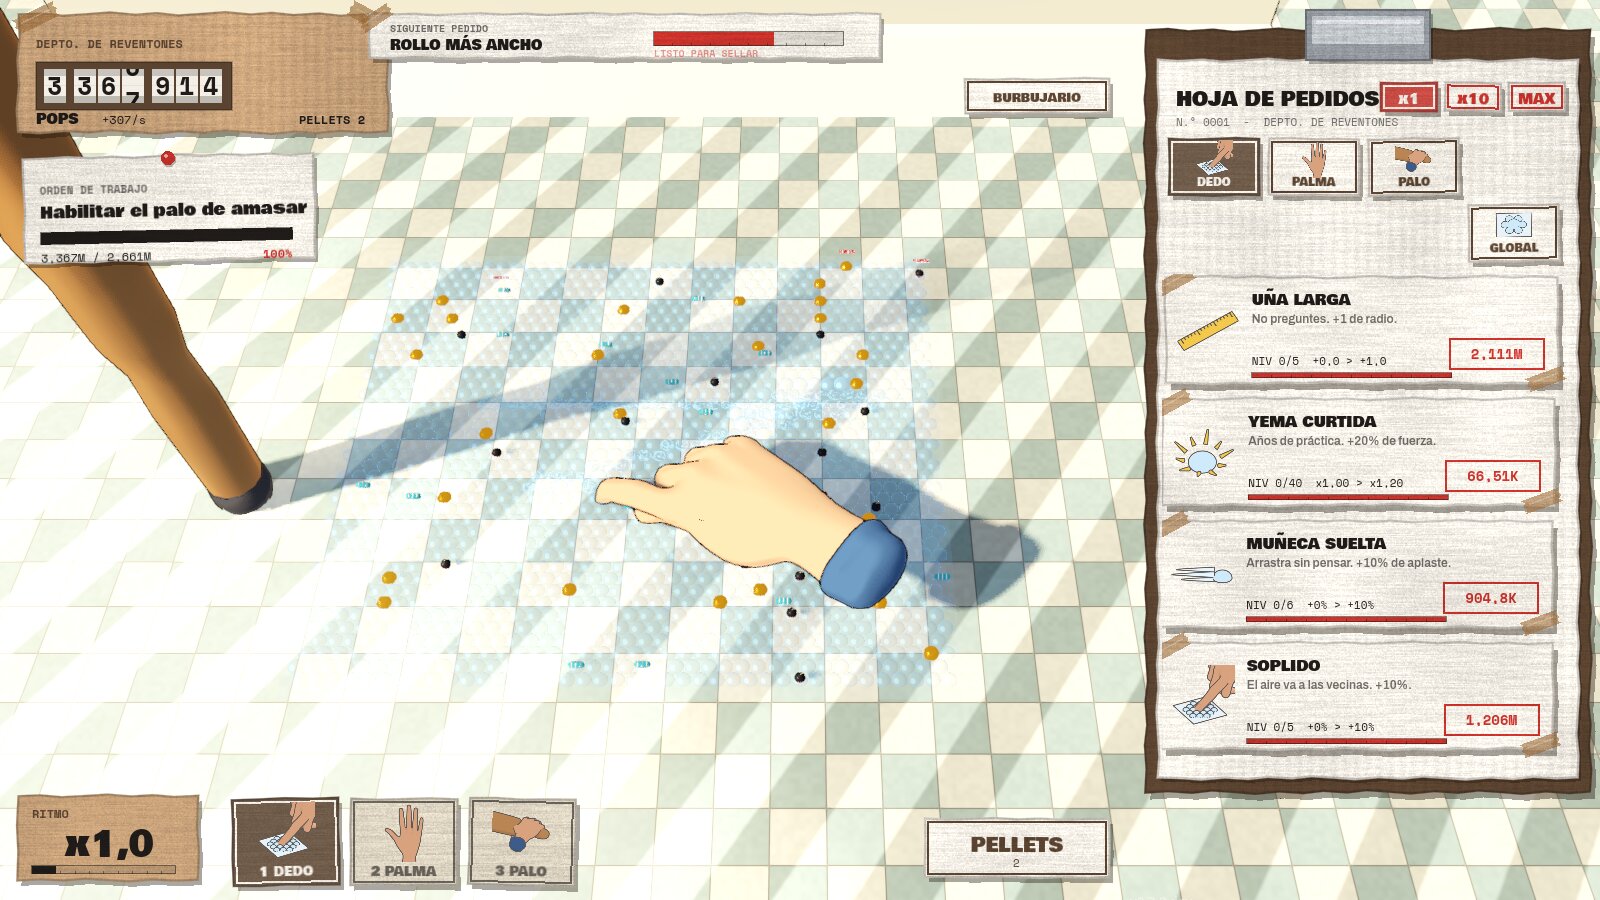 DEPTO. DE REVENTONES
914
POPS +307/s PELLETS 2
SIGUIENTE PEDIDO
ROLLO MÁS ANCHO
LISTO PARA SELLAR
BURBUJARIO
ORDEN DE TRABAJO
Habilitar el palo de amasar
3,367M / 2,661M 100%
HOJA DE PEDIDOS x1 x10 MAX
N.° 0001 - DEPTO. DE REVENTONES
DEDO PALMA PALO
GLOBAL
UÑA LARGA
No preguntes. +1 de radio.
NIV 0/5 +0,0 > +1,0 2,111M
YEMA CURTIDA
Años de práctica. +20% de fuerza.
NIV 0/40 x1,00 > x1,20 66,51K
MUÑECA SUELTA
Arrastra sin pensar. +10% de aplaste.
NIV 0/6 +0% > +10% 904,8K
SOPLIDO
El aire va a las vecinas. +10%.
NIV 0/5 +0% > +10% 1,206M
RITMO
x1,0
1 DEDO 2 PALMA 3 PALO
PELLETS
2